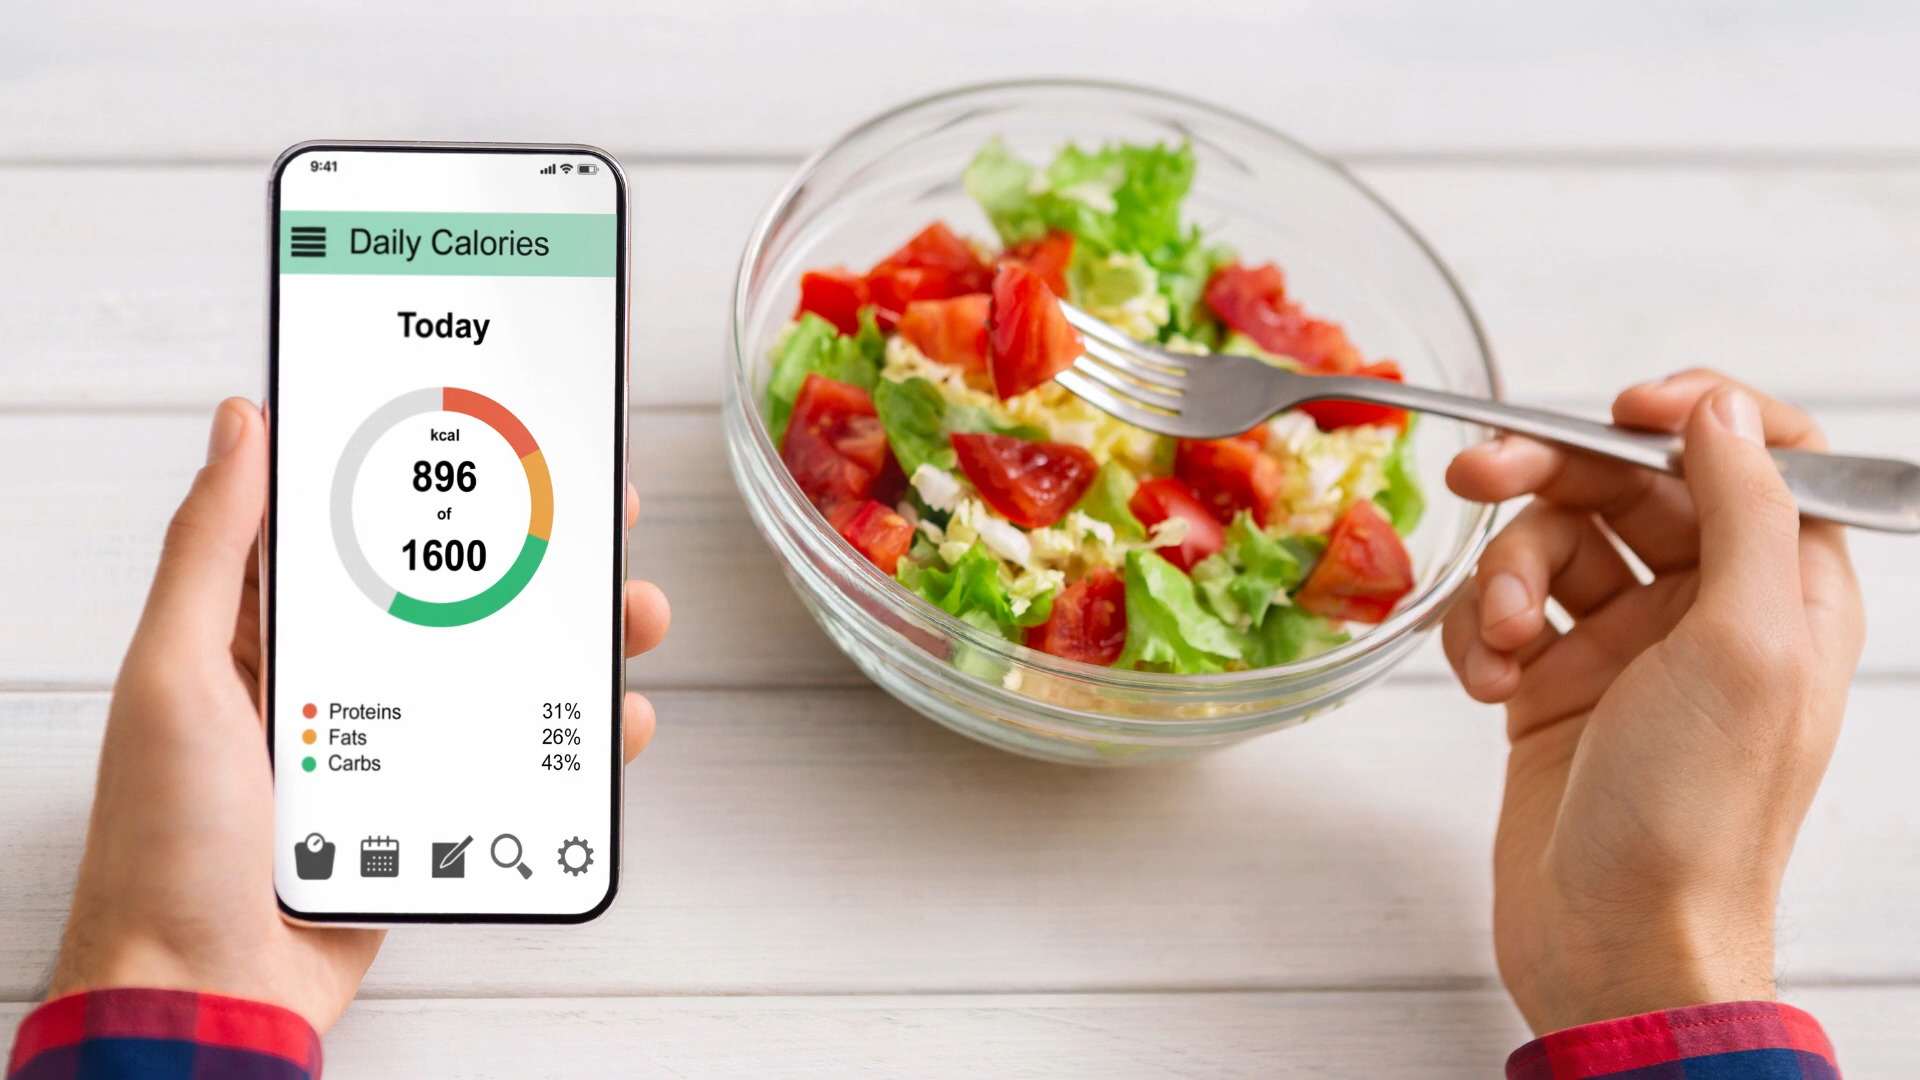 9:41
Daily Calories
Today
kcal
896
of
1600
Proteins 31%
Fats 26%
Carbs 43%